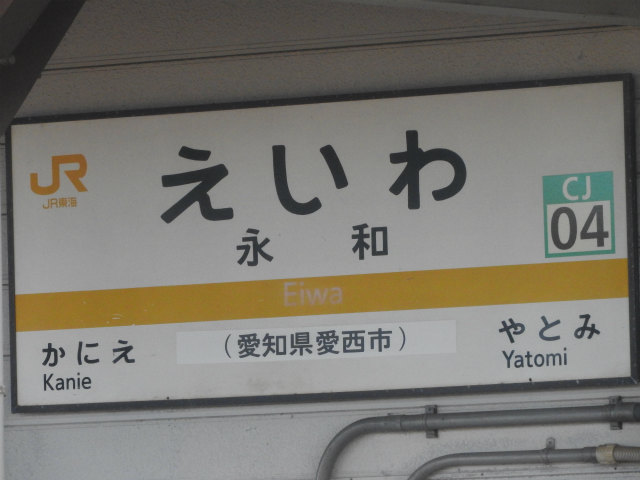 JR
JR東海
えいわ
永和
CJ
04
Eiwa
かにえ
Kanie
（愛知県愛西市）
やとみ
Yatomi